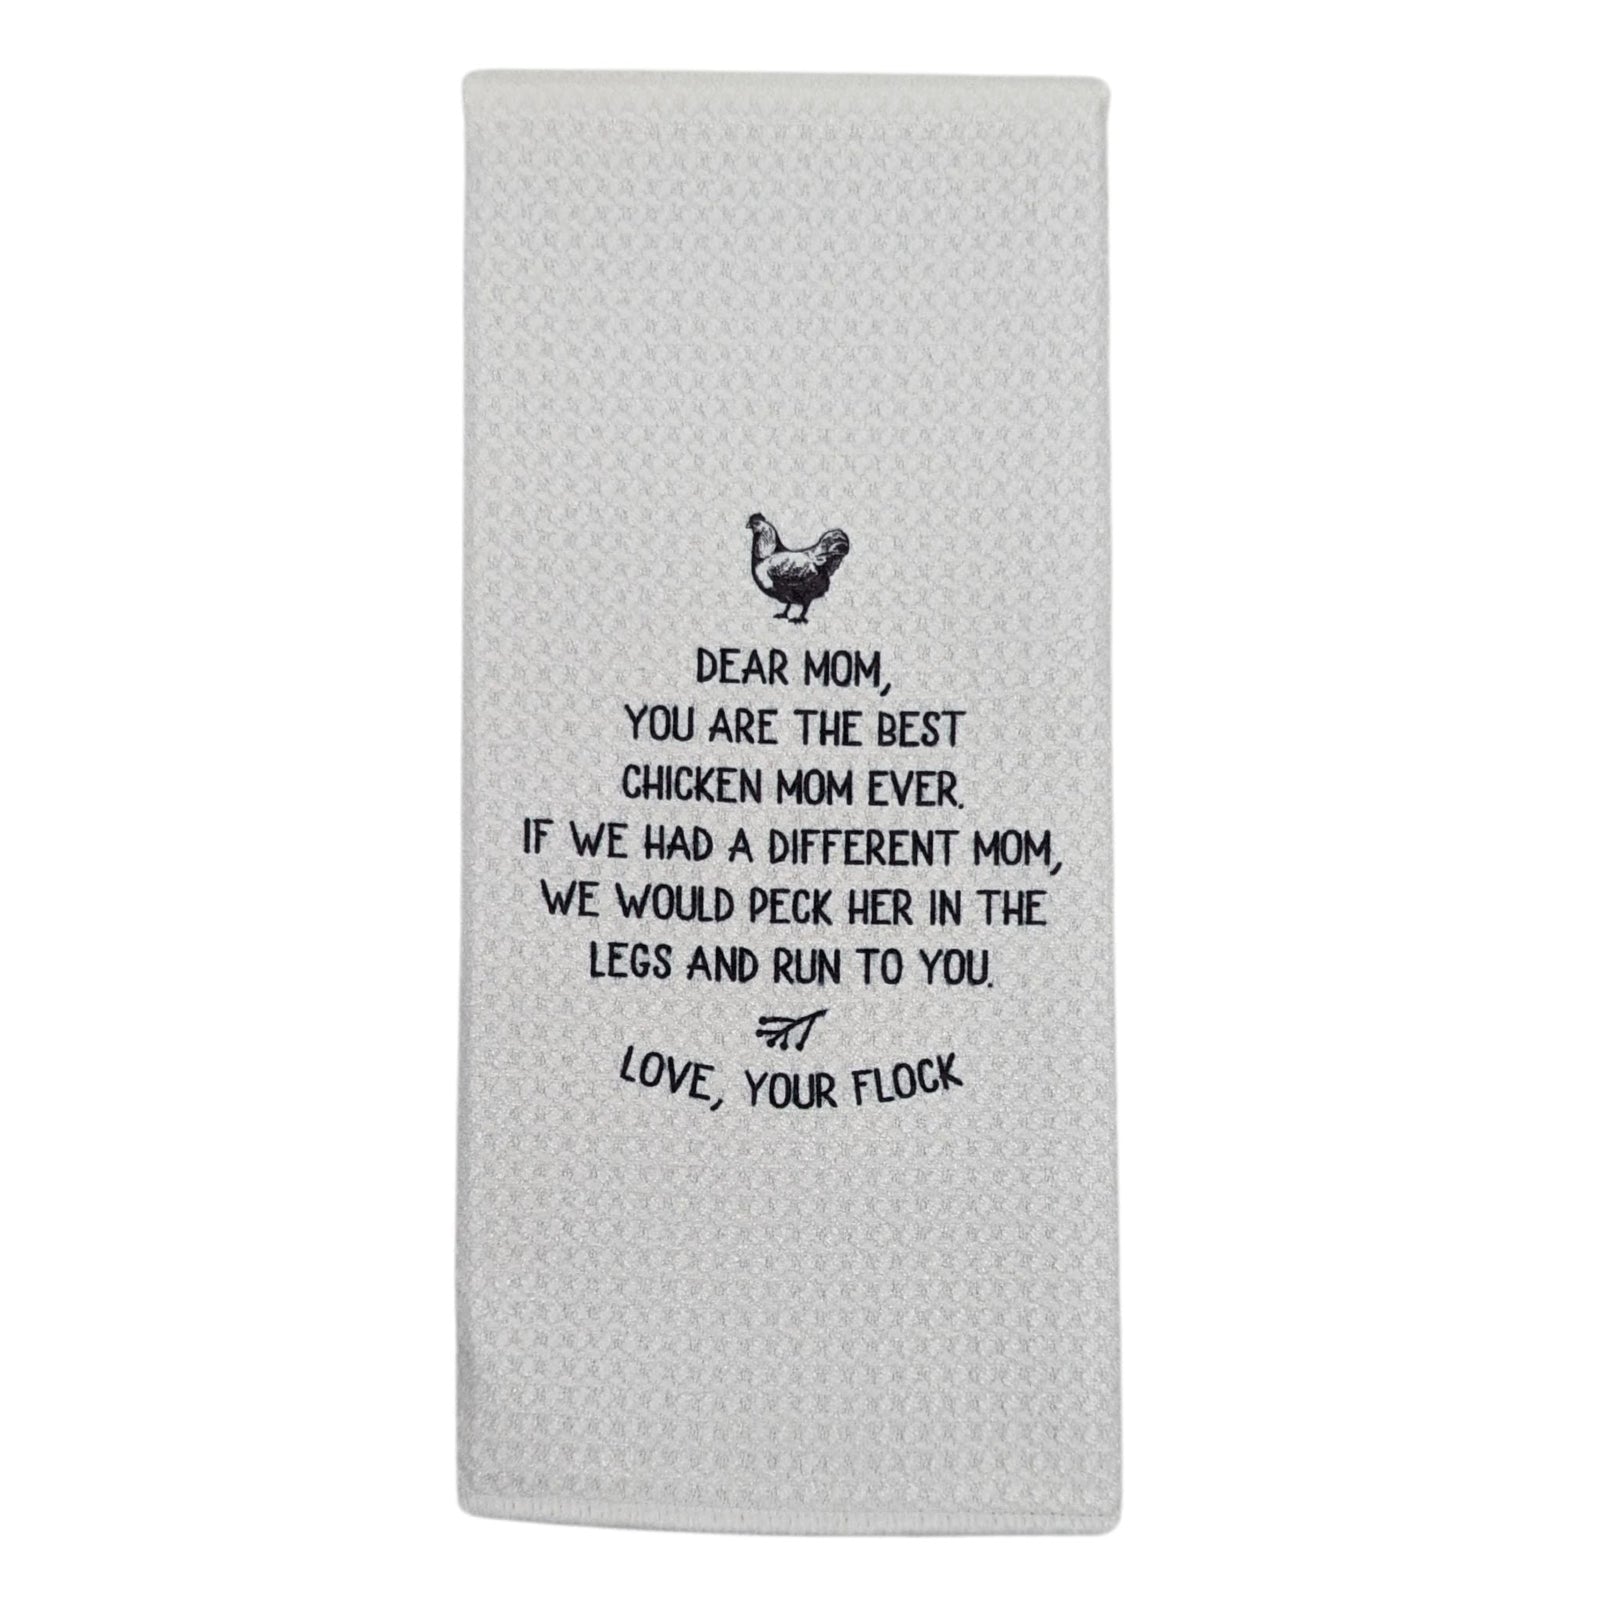 DEAR MOM,
YOU ARE THE BEST
CHICKEN MOM EVER.
IF WE HAD A DIFFERENT MOM,
WE WOULD PECK HER IN THE
LEGS AND RUN TO YOU.
LOVE, YOUR FLOCK